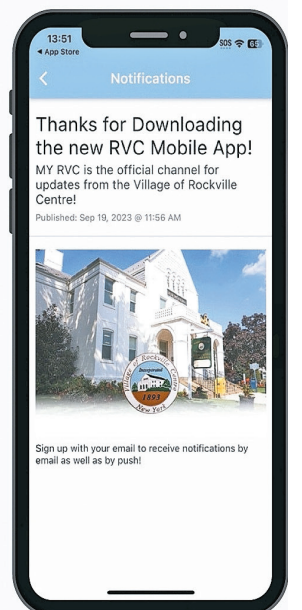 13:51
SOS 65
App Store
Notifications
Thanks for Downloading
the new RVC Mobile App!
MY RVC is the official channel for
updates from the Village of Rockville
Centre!
Published: Sep 19, 2023 @ 11:56 AM
Village of Rockville Centre
Incorporated
1893
New York
Sign up with your email to receive notifications by
email as well as by push!